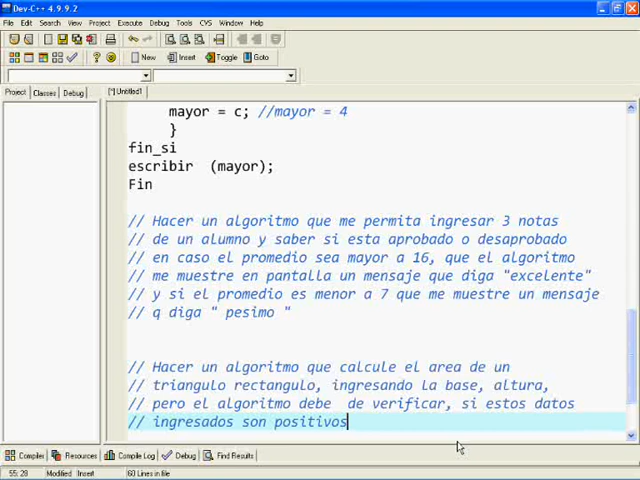 Dev-C++ 4.9.9.2
File Edit Search View Project Execute Debug Tools CVS Window Help
New Insert Toggle Goto
Project Classes Debug [*] Untitled1
mayor = c; //mayor = 4
}
fin_si
escribir (mayor);
Fin
// Hacer un algoritmo que me permita ingresar 3 notas
// de un alumno y saber si esta aprobado o desaprobado
// en caso el promedio sea mayor a 16, que el algoritmo
// me muestre en pantalla un mensaje que diga "excelente"
// y si el promedio es menor a 7 que me muestre un mensaje
// q diga " pesimo "
// Hacer un algoritmo que calcule el area de un
// triangulo rectangulo, ingresando la base, altura,
// pero el algoritmo debe  de verificar, si estos datos
// ingresados son positivos
Compiler Resources Compile Log Debug Find Results
55: 28 Modified Insert 60 Lines in file